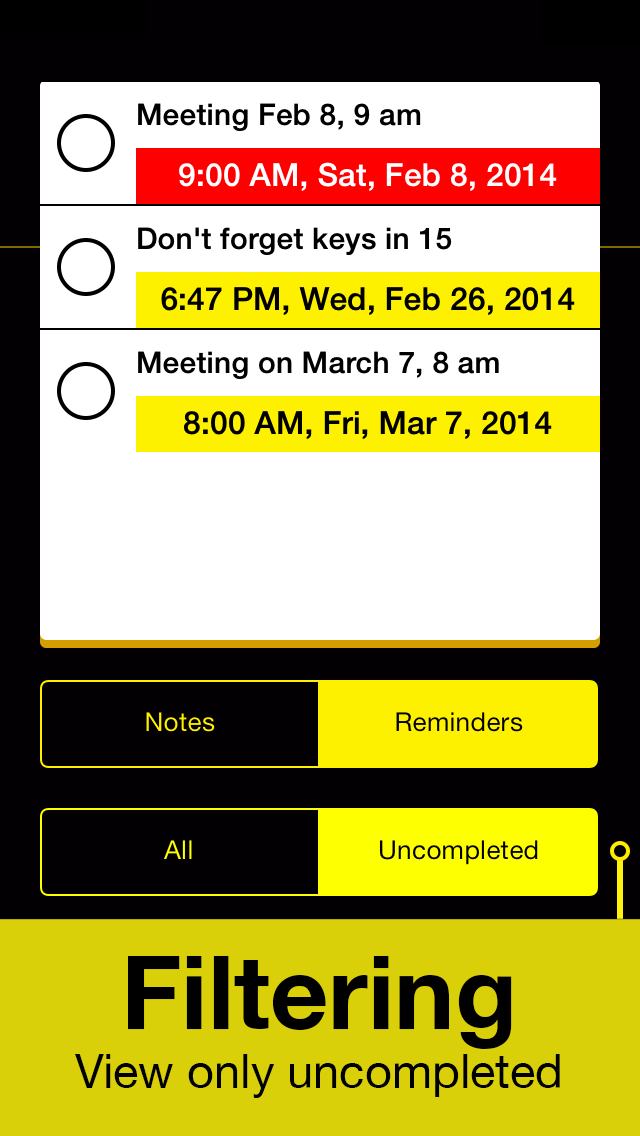 Meeting Feb 8, 9 am
9:00 AM, Sat, Feb 8, 2014
Don't forget keys in 15
6:47 PM, Wed, Feb 26, 2014
Meeting on March 7, 8 am
8:00 AM, Fri, Mar 7, 2014
Notes Reminders
All Uncompleted
Filtering
View only uncompleted